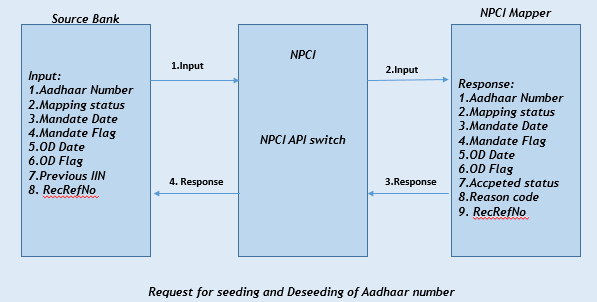 Source Bank
Input:
1.Aadhaar Number
2.Mapping status
3.Mandate Date
4.Mandate Flag
5.OD Date
6.OD Flag
7.Previous IIN
8. RecRefNo
1.Input
4. Response
NPCI
NPCI API switch
2.Input
3.Response
NPCI Mapper
Response:
1.Aadhaar Number
2.Mapping status
3.Mandate Date
4.Mandate Flag
5.OD Date
6.OD Flag
7.Accpeted status
8.Reason code
9. RecRefNo
Request for seeding and Deseeding of Aadhaar number